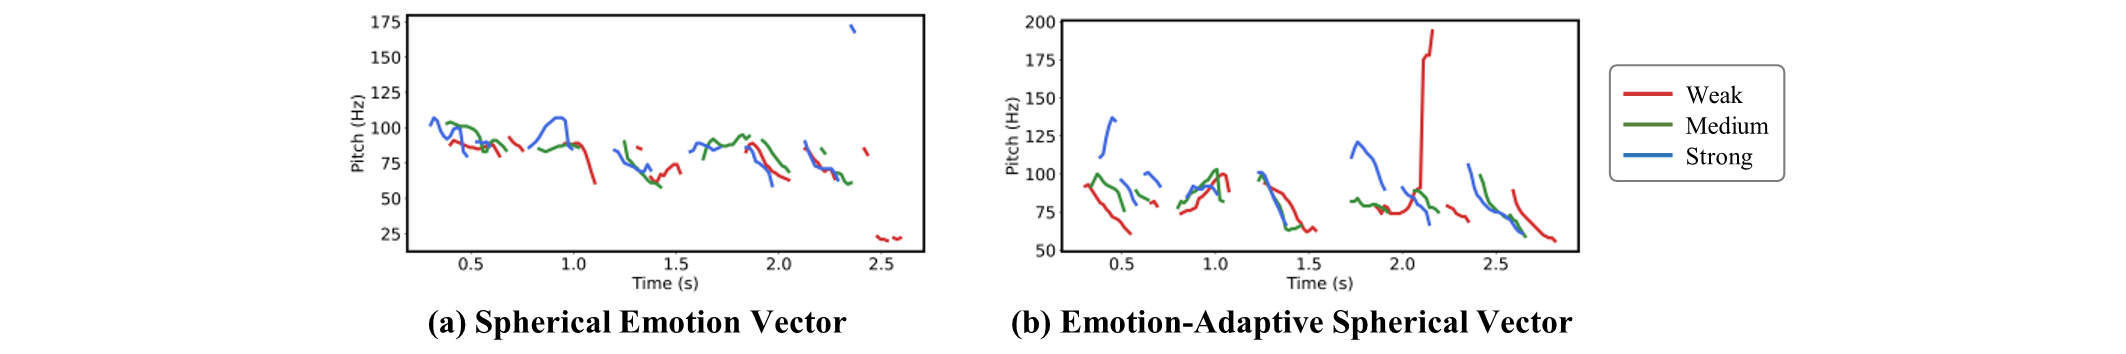 175
150
125
100
75
50
25
Pitch (Hz)
0.5 1.0 1.5 2.0 2.5
Time (s)
(a) Spherical Emotion Vector
200
175
150
125
100
75
50
Pitch (Hz)
0.5 1.0 1.5 2.0 2.5
Time (s)
(b) Emotion-Adaptive Spherical Vector
Weak
Medium
Strong